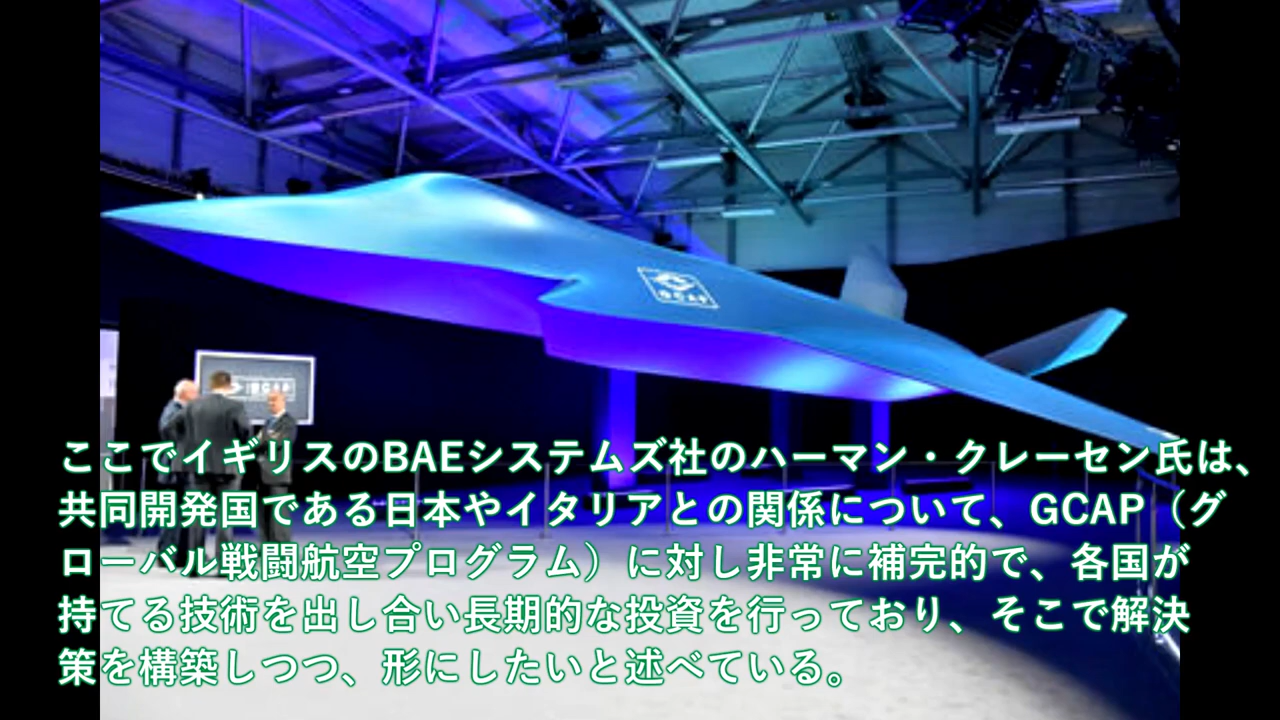 GCAP
GCAP
ここでイギリスのBAEシステムズ社のハーマン・クレーセン氏は、
共同開発国である日本やイタリアとの関係について、GCAP（グ
ローバル戦闘航空プログラム）に対し非常に補完的で、各国が
持てる技術を出し合い長期的な投資を行っており、そこで解決
策を構築しつつ、形にしたいと述べている。